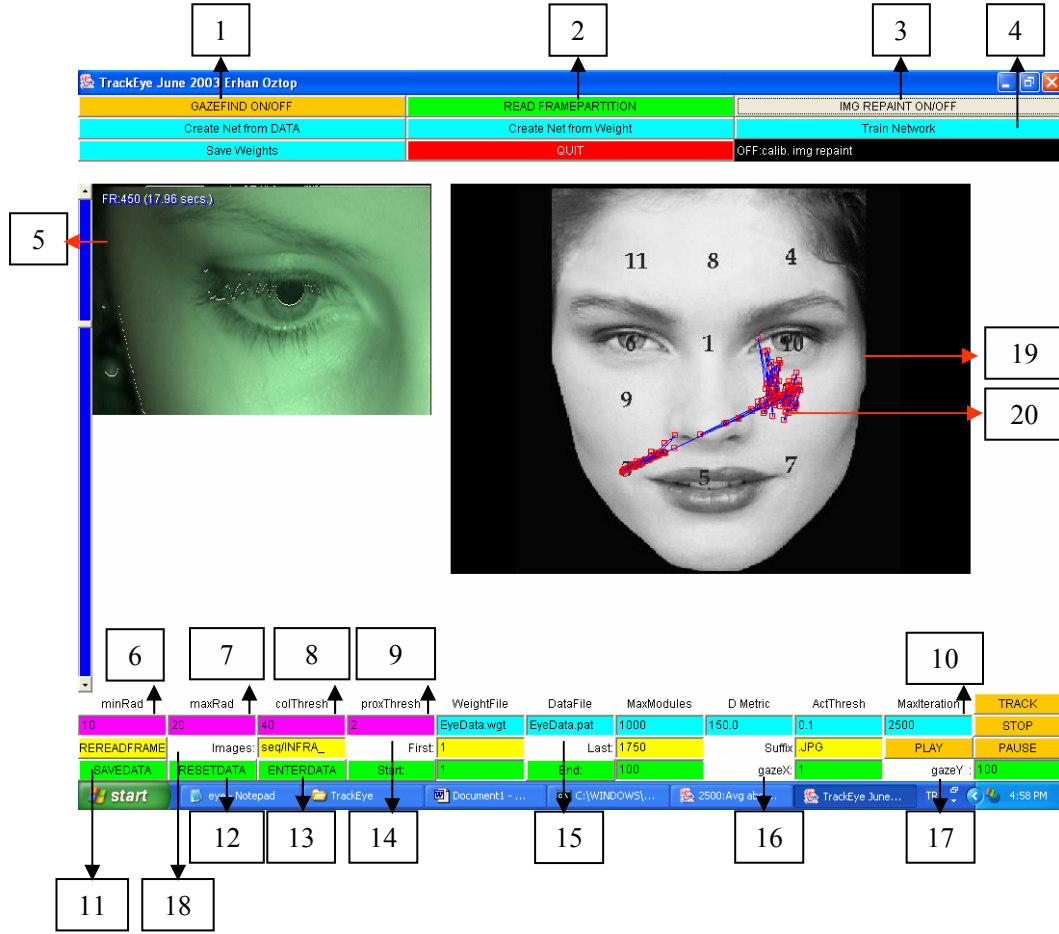 1 2 3 4
TrackEye June 2003 Erhan Oztop
GAZEFIND ON/OFF READ FRAMEPARTITION IMG REPAINT ON/OFF
Create Net from DATA Create Net from Weight Train Network
Save Weights QUIT OFF:calib. img repaint
FR:450 (17.96 secs.)
5
11 8 4
6 1 10
19
9
20
3 5 7
6 7 8 9 10
minRad maxRad colThresh proxThresh WeightFile DataFile MaxModules D Metric ActThresh MaxIteration TRACK
10 20 40 2 EyeData.wgt EyeData.pat 1000 150.0 0.1 2500 STOP
REREADFRAME Images: seq/INFRA_ First: 1 Last: 1750 Suffix .JPG PLAY PAUSE
SAVEDATA RESETDATA ENTERDATA Start: 1 End: 100 gazeX: 1 gazeY : 100
start eye - Notepad TrackEye Document1 - ... C:\WINDOWS\... 2500:Avg ab... TrackEye June... TR 4:58 PM
12 13 14 15 16 17
11 18